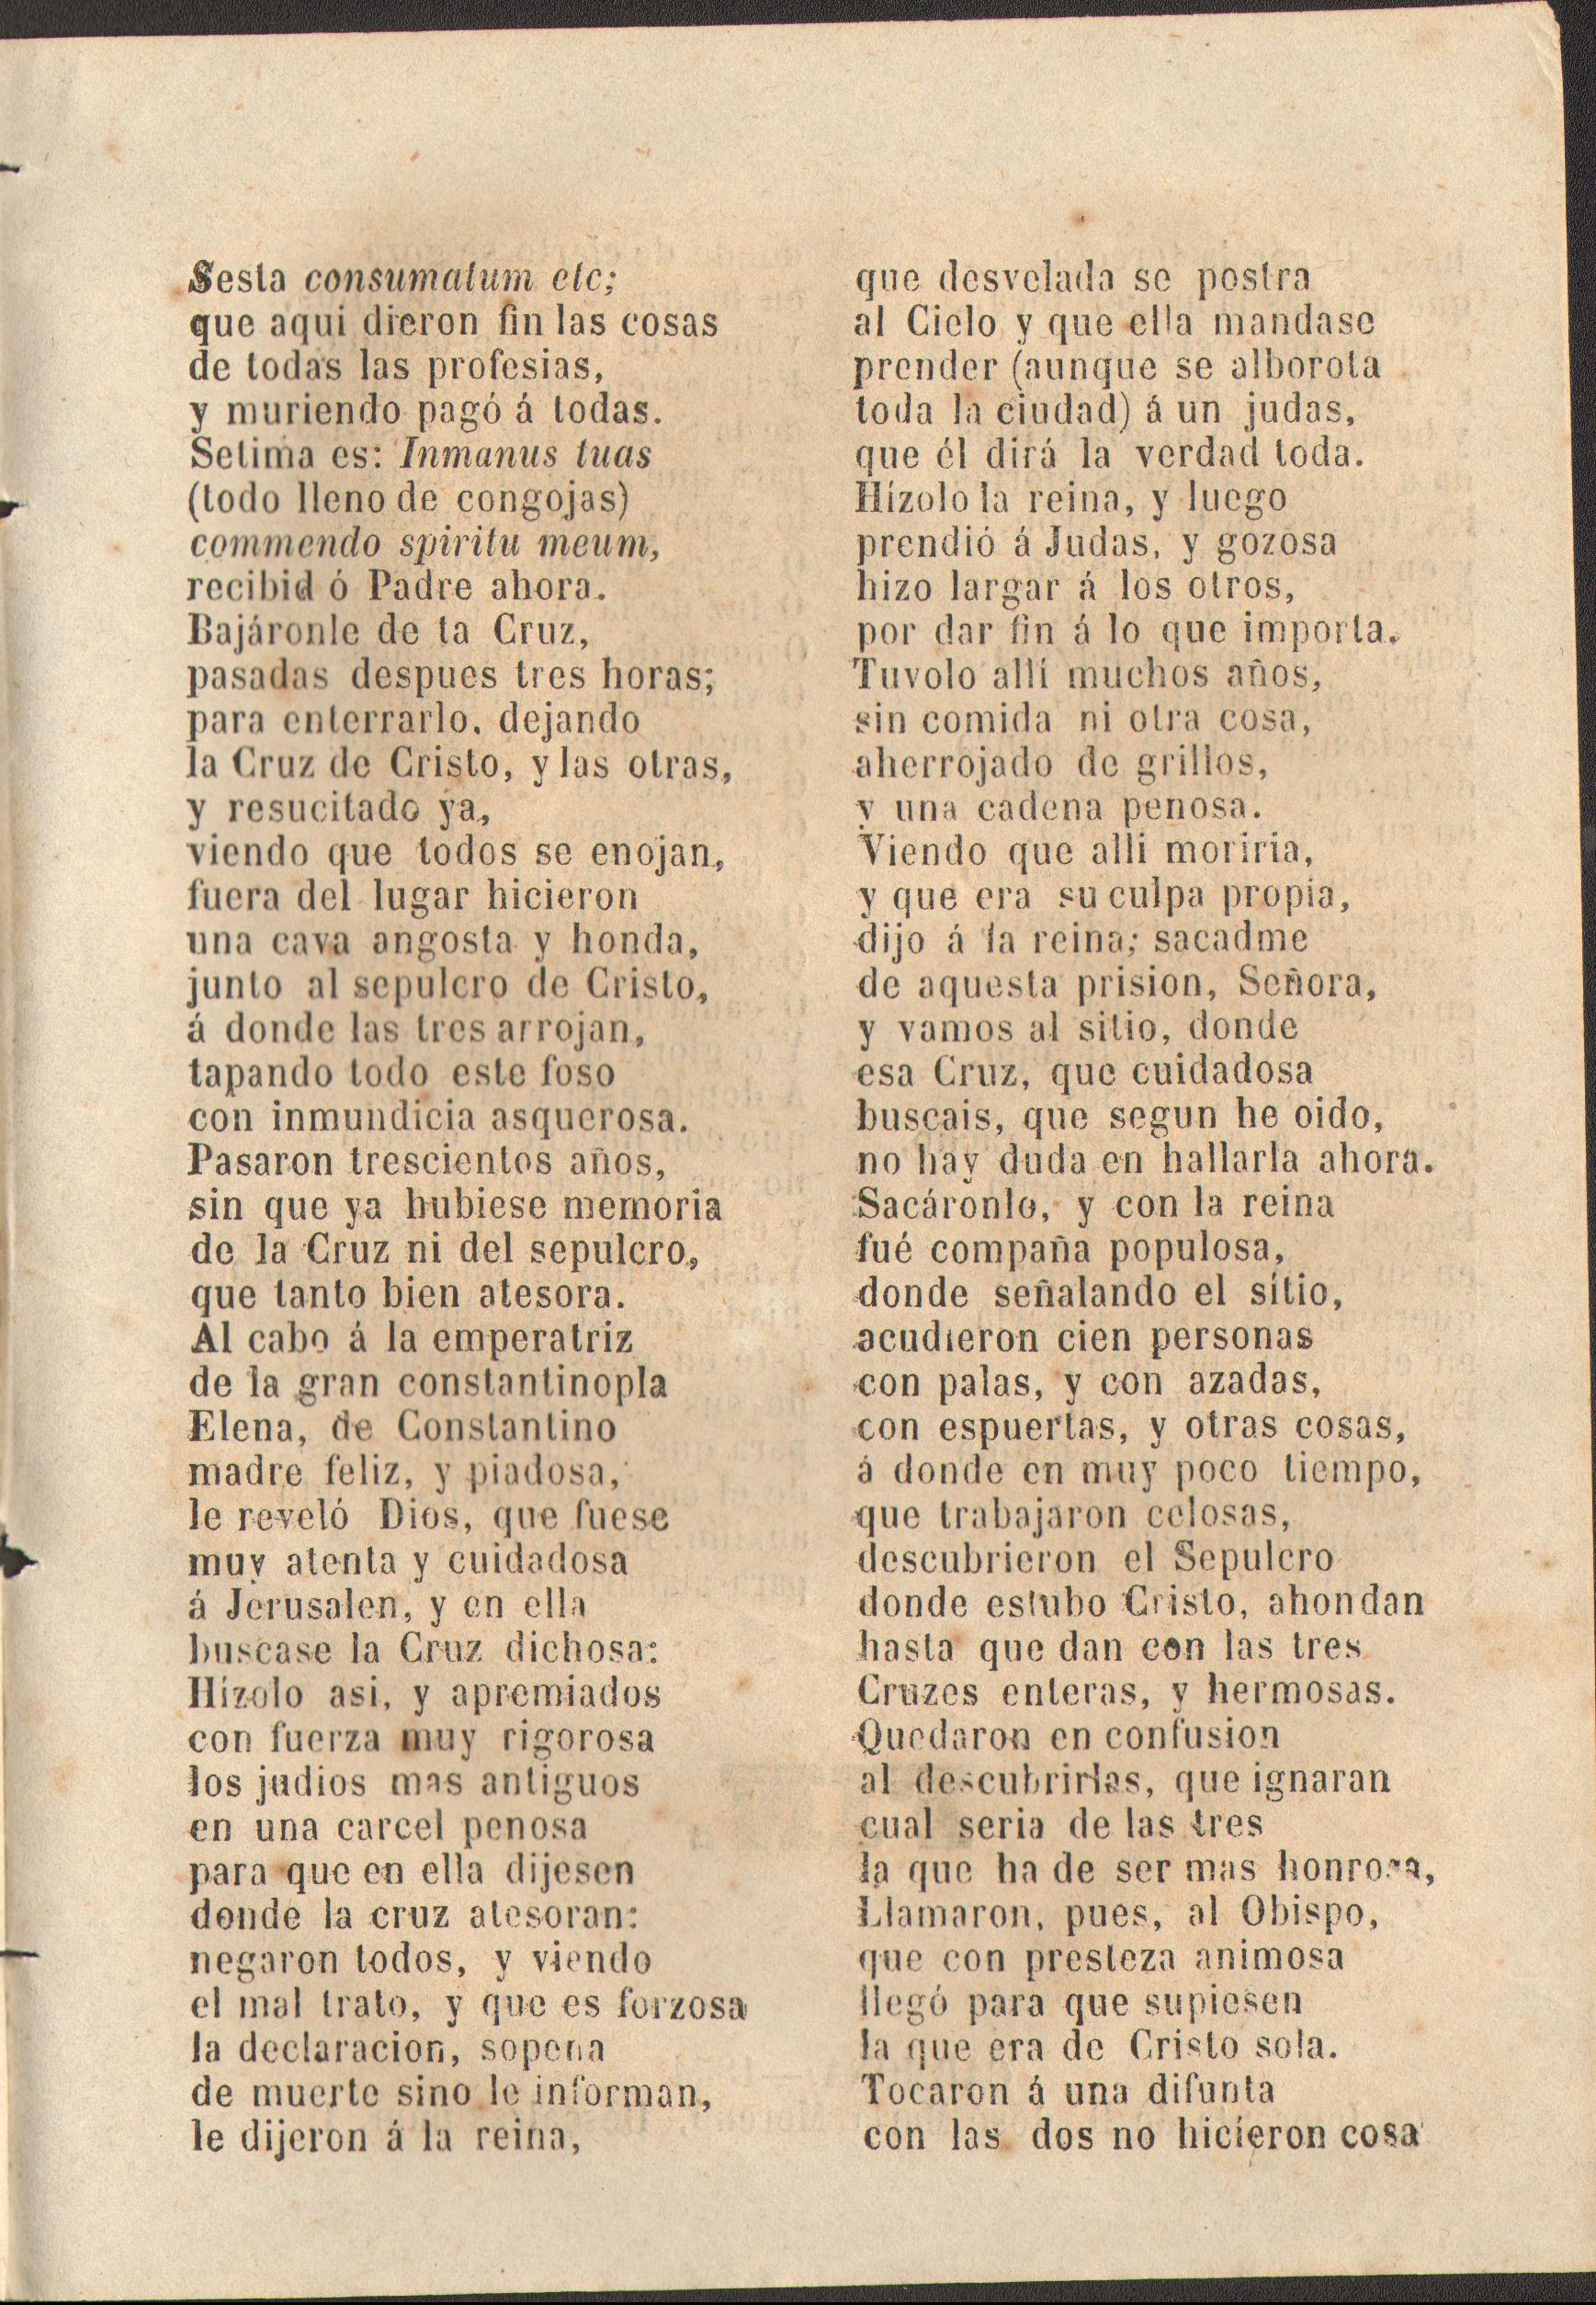 Sesta consumatum etc;
que aqui dieron fin las cosas
de todas las profesias,
y muriendo pagó á todas.
Setima es: Inmanus tuas
(todo lleno de congojas)
commendo spiritu meum,
recibid ó Padre ahora.
Bajáronle de ta Cruz,
pasadas despues tres horas;
para enterrarlo, dejando
la Cruz de Cristo, y las otras,
y resucitado ya,
viendo que todos se enojan,
fuera del lugar hicieron
una cava angosta y honda,
junto al sepulcro de Cristo,
á donde las tres arrojan,
tapando todo este foso
con inmundicia asquerosa.
Pasaron trescientos años,
sin que ya hubiese memoria
de la Cruz ni del sepulcro,
que tanto bien atesora.
Al cabo á la emperatriz
de la gran constantinopla
Elena, de Constantino
madre feliz, y piadosa,
le reveló Dios, que fuese
muy atenta y cuidadosa
á Jerusalen, y en ella
buscase la Cruz dichosa:
Hízolo asi, y apremiados
con fuerza muy rigorosa
los judios mas antiguos
en una carcel penosa
para que en ella dijesen
donde la cruz atesoran:
negaron todos, y viendo
el mal trato, y que es forzosa
la declaracion, sopena
de muerte sino le informan,
le dijeron á la reina,
que desvelada se postra
al Cielo y que ella mandase
prender (aunque se alborota
toda la ciudad) á un judas,
que él dirá la verdad toda.
Hízolo la reina, y luego
prendió á Judas, y gozosa
hizo largar á los otros,
por dar fin á lo que importa.
Tuvolo allí muchos años,
sin comida ni otra cosa,
aherrojado de grillos,
y una cadena penosa.
Viendo que alli moriria,
y que era su culpa propia,
dijo á la reina; sacadme
de aquesta prision, Señora,
y vamos al sitio, donde
esa Cruz, que cuidadosa
buscais, que segun he oido,
no hay duda en hallarla ahora.
Sacáronlo, y con la reina
fué compaña populosa,
donde señalando el sítio,
acudieron cien personas
con palas, y con azadas,
con espuertas, y otras cosas,
á donde en muy poco tiempo,
que trabajaron celosas,
descubrieron el Sepulcro
donde estubo Cristo, ahondan
hasta que dan con las tres
Cruzes enteras, y hermosas.
Quedaron en confusion
al descubrirlas, que ignaran
cual seria de las tres
la que ha de ser mas honrosa,
Llamaron, pues, al Obispo,
que con presteza animosa
llegó para que supiesen
la que era de Cristo sola.
Tocaron á una difunta
con las dos no hicíeron cosa